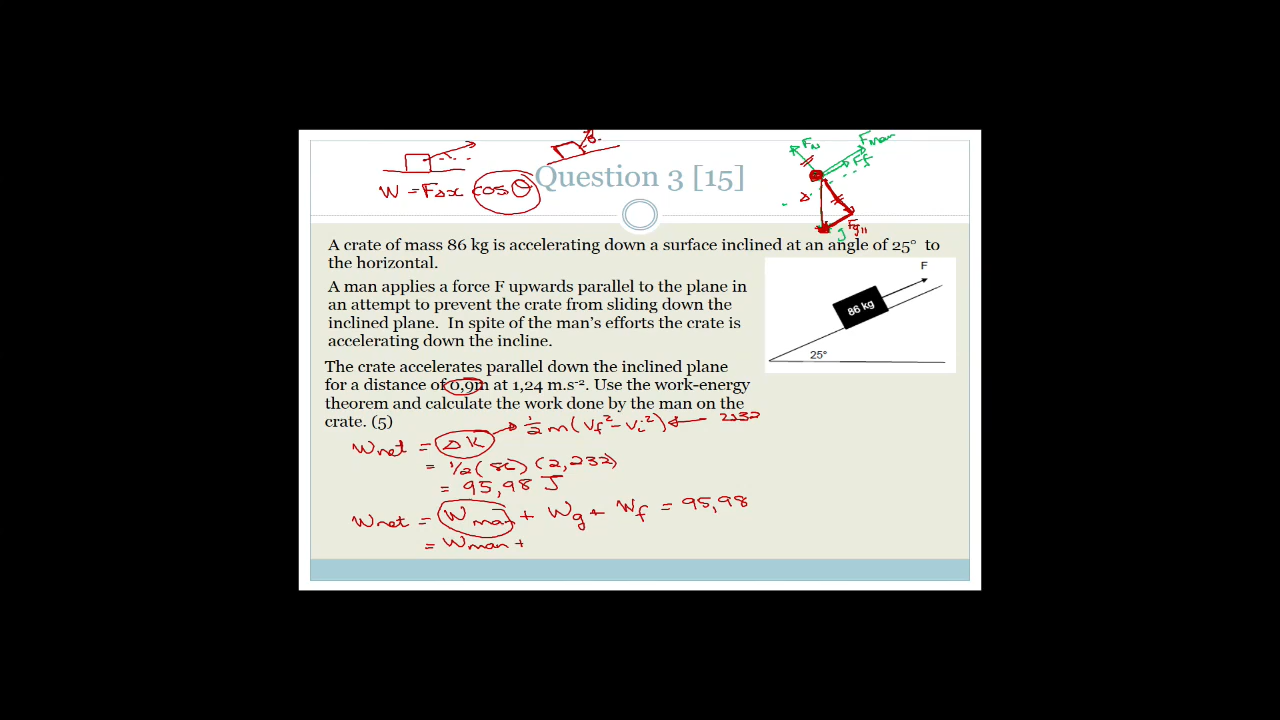 W = FΔx cosθ
Question 3 [15]
FN
Fman
Ff
Fg||
A crate of mass 86 kg is accelerating down a surface inclined at an angle of 25° to
the horizontal.
A man applies a force F upwards parallel to the plane in
an attempt to prevent the crate from sliding down the
inclined plane. In spite of the man's efforts the crate is
accelerating down the incline.
F
86 kg
25°
The crate accelerates parallel down the inclined plane
for a distance of 0,9m at 1,24 m.s-2. Use the work-energy
theorem and calculate the work done by the man on the
crate. (5)
Wnet = ΔK → ½ m(vf² - vi²) ← 2232
= ½(86)(2,232)
= 95,98 J
Wnet = Wman + Wg + Wf = 95,98
= Wman +